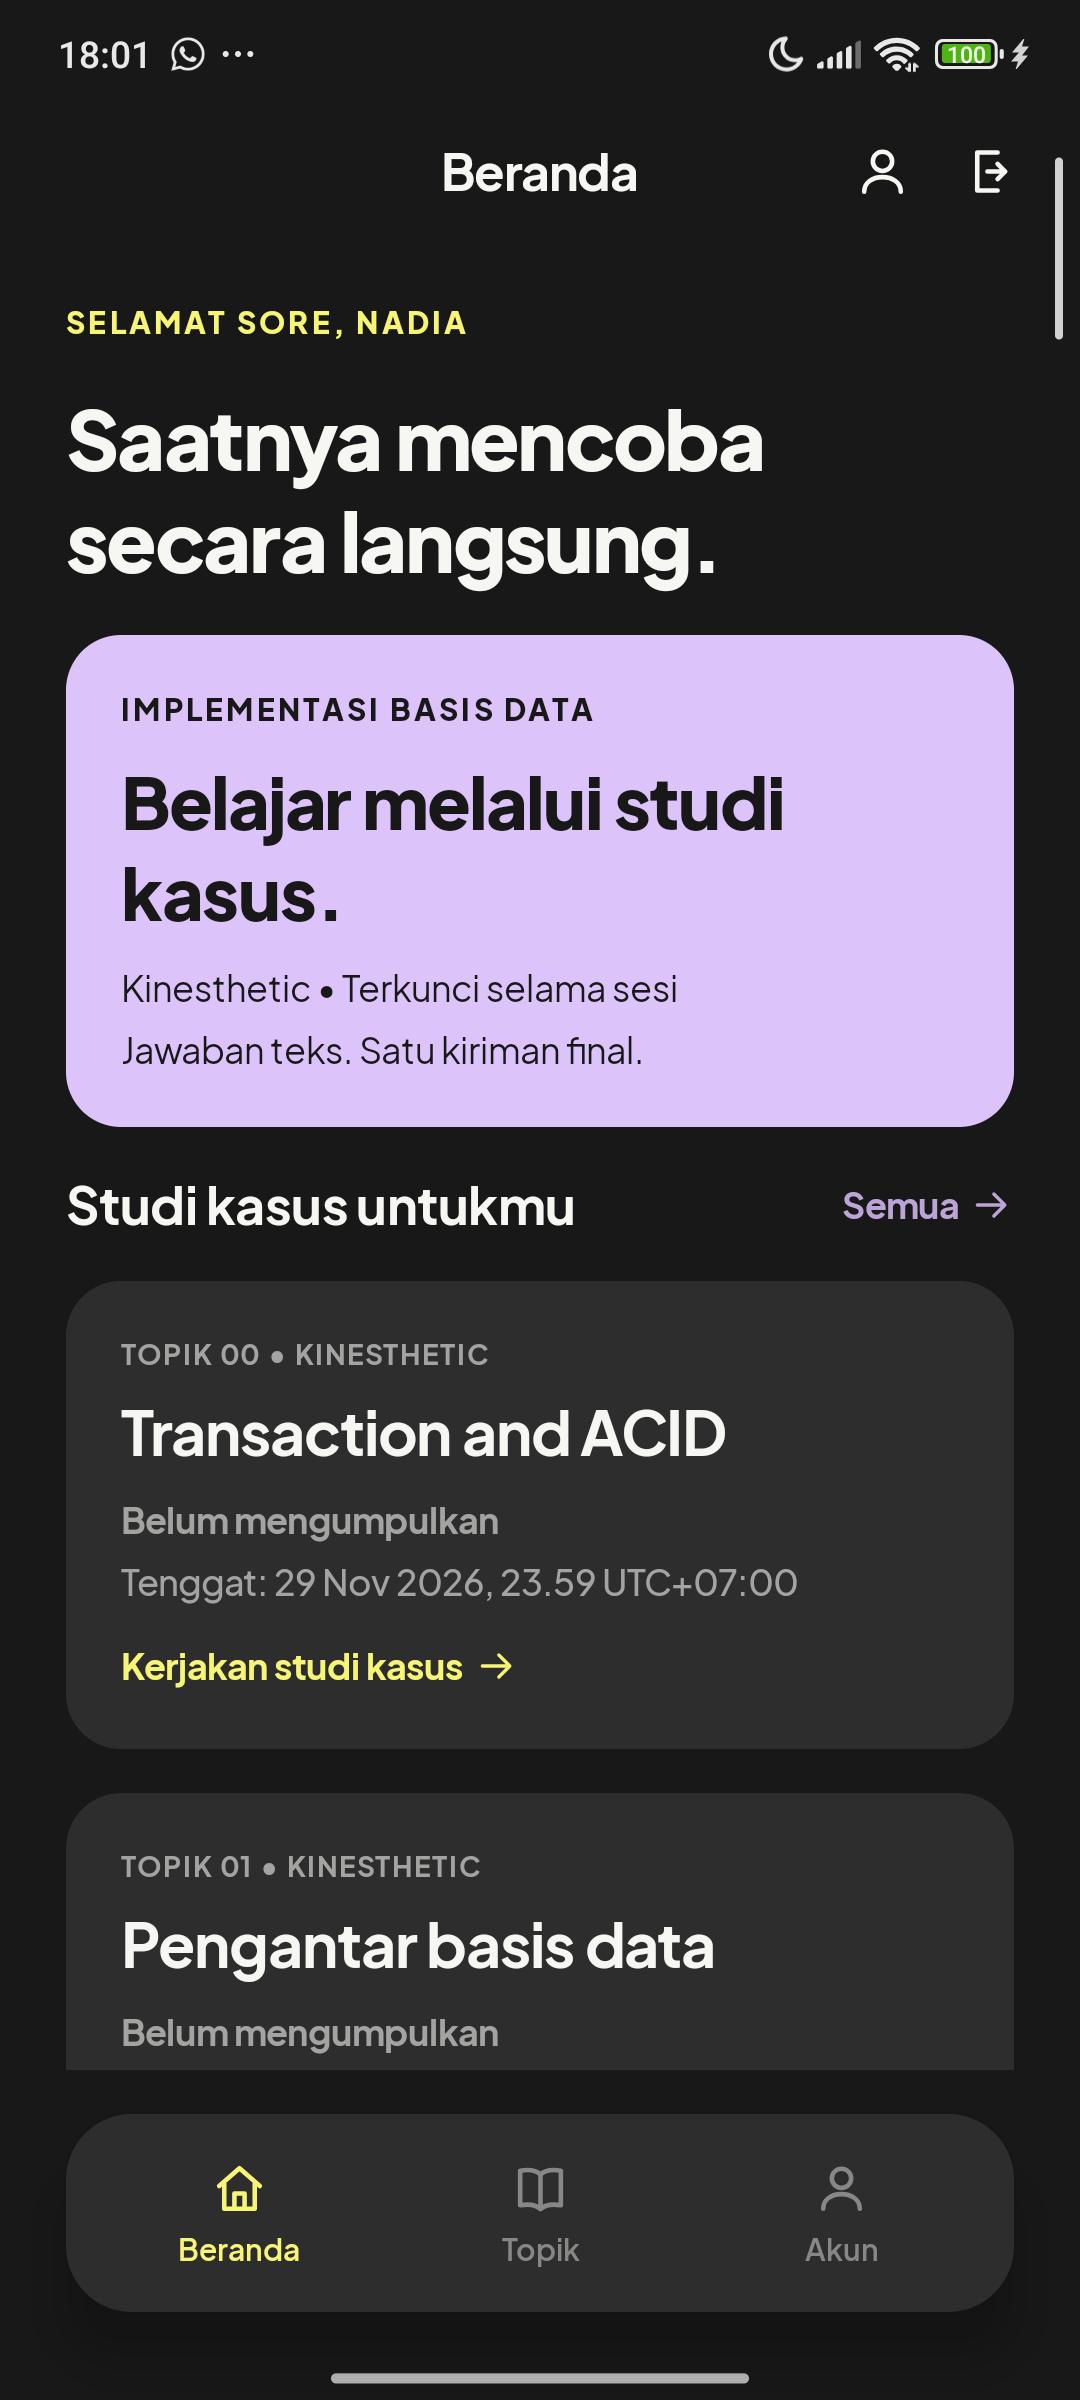 18:01
100
Beranda
SELAMAT SORE, NADIA
Saatnya mencoba
secara langsung.
IMPLEMENTASI BASIS DATA
Belajar melalui studi
kasus.
Kinesthetic • Terkunci selama sesi
Jawaban teks. Satu kiriman final.
Studi kasus untukmu
Semua →
TOPIK 00 • KINESTHETIC
Transaction and ACID
Belum mengumpulkan
Tenggat: 29 Nov 2026, 23.59 UTC+07:00
Kerjakan studi kasus →
TOPIK 01 • KINESTHETIC
Pengantar basis data
Belum mengumpulkan
Beranda
Topik
Akun